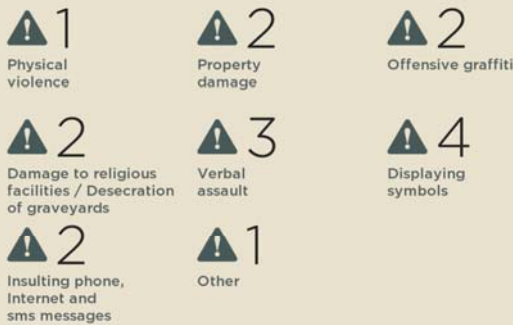 1
Physical
violence
2
Property
damage
2
Offensive graffiti
2
Damage to religious
facilities / Desecration
of graveyards
3
Verbal
assault
4
Displaying
symbols
2
Insulting phone,
Internet and
sms messages
1
Other